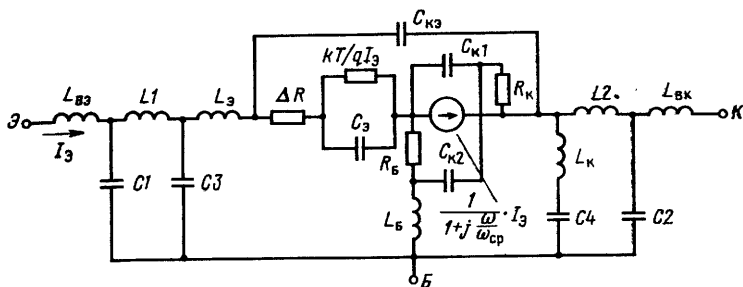 Cкэ
kT/qIэ
Cк1
Lвэ
L1
Lэ
ΔR
Rк
L2.
Lвк
Э
Iэ
Cэ
Rб
Cк2
К
C1
C3
Lб
1
1+j ω/ωср
· Iэ
Lк
C4
C2
Б